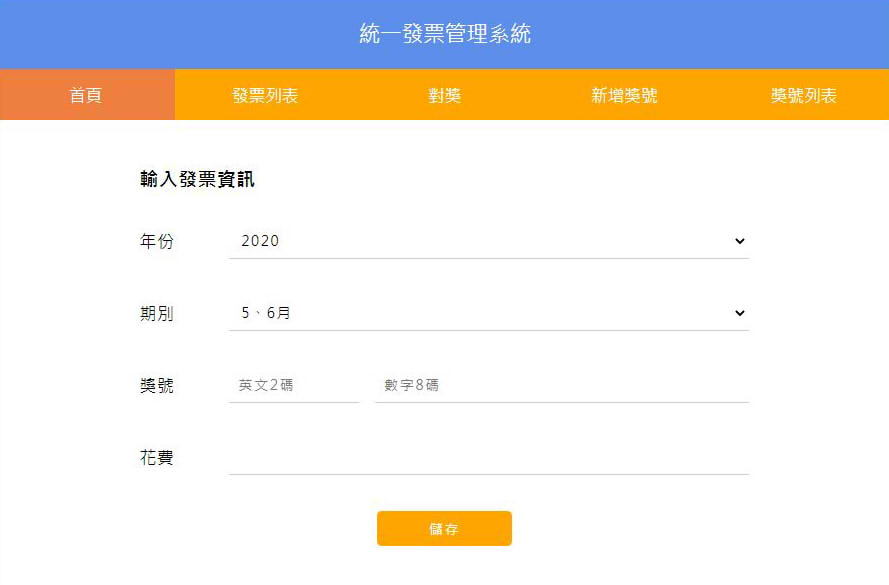 統一發票管理系統
首頁 發票列表 對獎 新增獎號 獎號列表
輸入發票資訊
年份 2020
期別 5、6月
獎號 英文2碼 數字8碼
花費
儲存